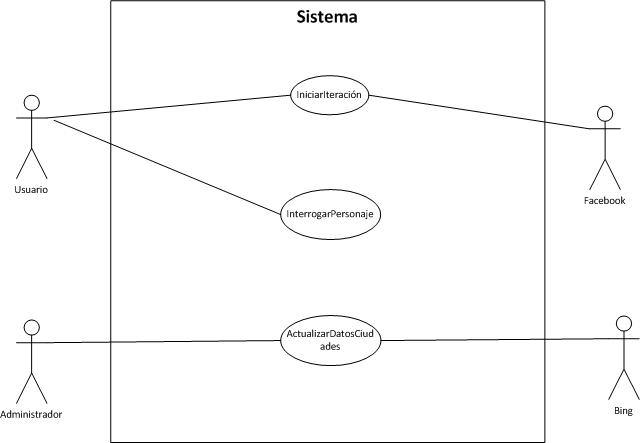 Sistema
IniciarIteración
Usuario
Facebook
InterrogarPersonaje
ActualizarDatosCiud
ades
Administrador
Bing